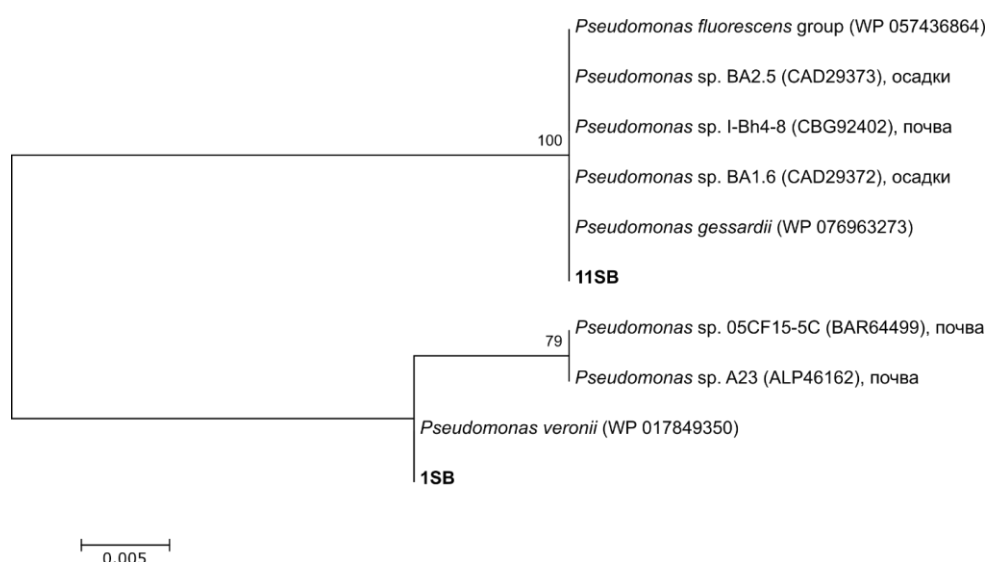 Pseudomonas fluorescens group (WP 057436864)
Pseudomonas sp. BA2.5 (CAD29373), осадки
100
Pseudomonas sp. I-Bh4-8 (CBG92402), почва
Pseudomonas sp. BA1.6 (CAD29372), осадки
Pseudomonas gessardii (WP 076963273)
11SB
Pseudomonas sp. 05CF15-5C (BAR64499), почва
79
Pseudomonas sp. A23 (ALP46162), почва
Pseudomonas veronii (WP 017849350)
1SB
0.005